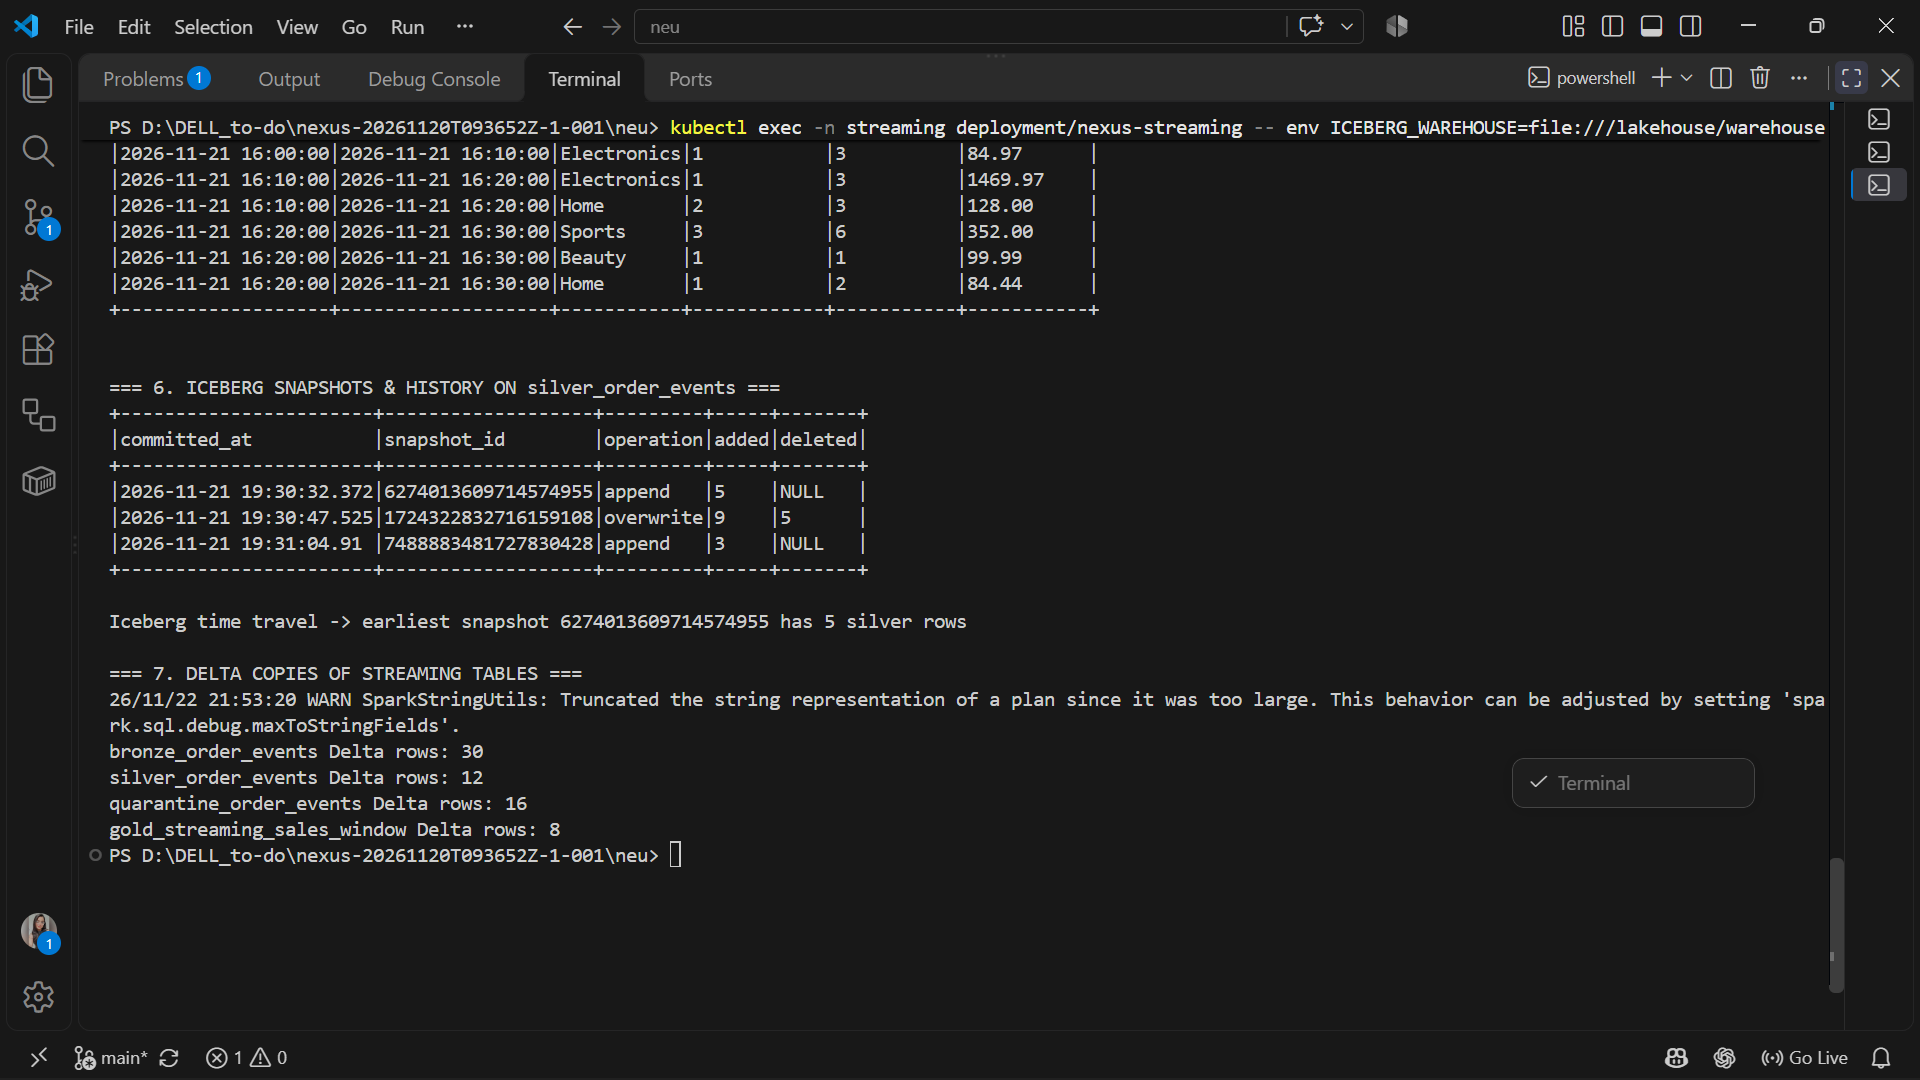 File Edit Selection View Go Run ··· neu
Problems 1 Output Debug Console Terminal Ports powershell
PS D:\DELL_to-do\nexus-20261120T093652Z-1-001\neu> kubectl exec -n streaming deployment/nexus-streaming -- env ICEBERG_WAREHOUSE=file:///lakehouse/warehouse
|2026-11-21 16:00:00|2026-11-21 16:10:00|Electronics|1           |3          |84.97      |
|2026-11-21 16:10:00|2026-11-21 16:20:00|Electronics|1           |3          |1469.97    |
|2026-11-21 16:10:00|2026-11-21 16:20:00|Home       |2           |3          |128.00     |
|2026-11-21 16:20:00|2026-11-21 16:30:00|Sports     |3           |6          |352.00     |
|2026-11-21 16:20:00|2026-11-21 16:30:00|Beauty     |1           |1          |99.99      |
|2026-11-21 16:20:00|2026-11-21 16:30:00|Home       |1           |2          |84.44      |
+-------------------+-------------------+-----------+------------+-----------+-----------+
=== 6. ICEBERG SNAPSHOTS & HISTORY ON silver_order_events ===
+-----------------------+-------------------+---------+-----+-------+
|committed_at           |snapshot_id        |operation|added|deleted|
+-----------------------+-------------------+---------+-----+-------+
|2026-11-21 19:30:32.372|6274013609714574955|append   |5    |NULL   |
|2026-11-21 19:30:47.525|1724322832716159108|overwrite|9    |5      |
|2026-11-21 19:31:04.91 |7488883481727830428|append   |3    |NULL   |
+-----------------------+-------------------+---------+-----+-------+
Iceberg time travel -> earliest snapshot 6274013609714574955 has 5 silver rows
=== 7. DELTA COPIES OF STREAMING TABLES ===
26/11/22 21:53:20 WARN SparkStringUtils: Truncated the string representation of a plan since it was too large. This behavior can be adjusted by setting 'spa
rk.sql.debug.maxToStringFields'.
bronze_order_events Delta rows: 30
silver_order_events Delta rows: 12
quarantine_order_events Delta rows: 16
gold_streaming_sales_window Delta rows: 8
PS D:\DELL_to-do\nexus-20261120T093652Z-1-001\neu>
Terminal
1
1
main* 1 0 Go Live